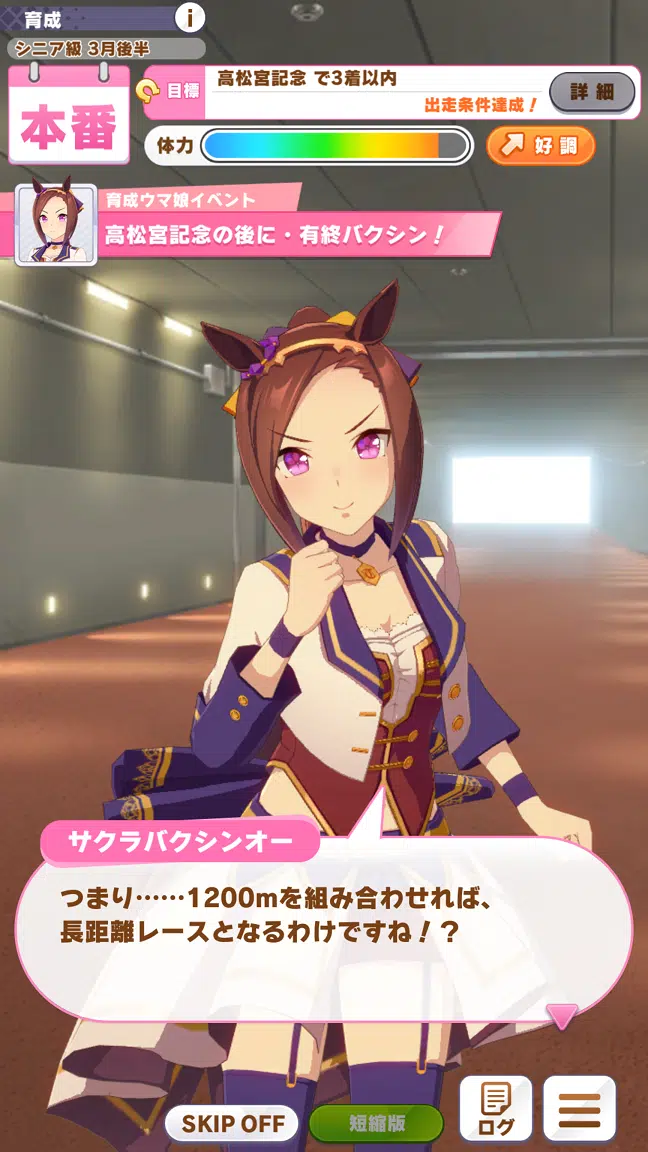 育成
i
シニア級 3月後半
本番
目標
高松宮記念 で3着以内
出走条件達成！
詳細
体力
好調
育成ウマ娘イベント
高松宮記念の後に・有終バクシン！
サクラバクシンオー
つまり……1200mを組み合わせれば、
長距離レースとなるわけですね！？
SKIP OFF
短縮版
ログ